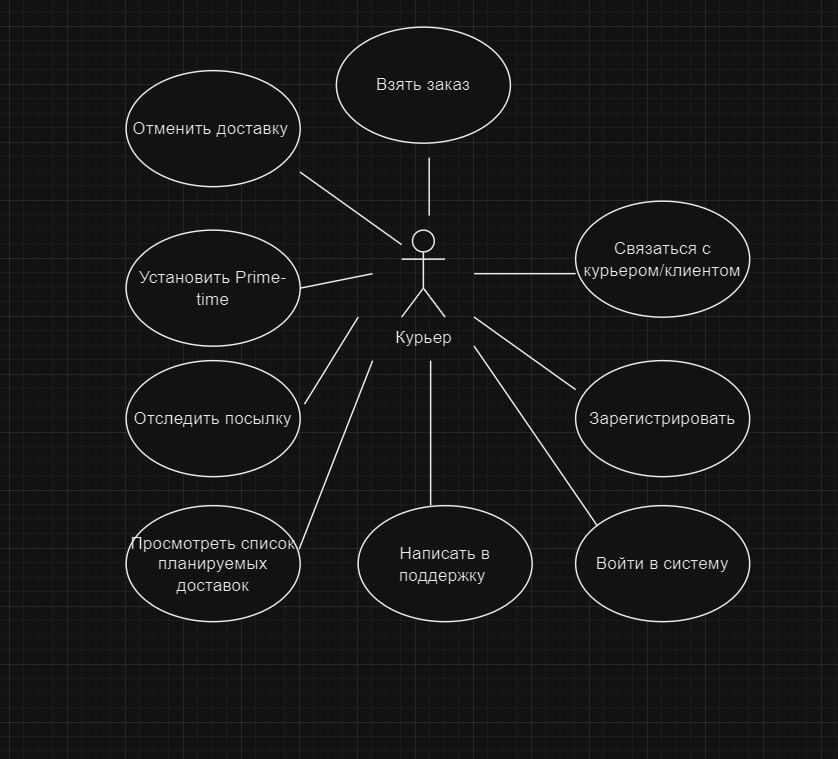 Взять заказ
Отменить доставку
Связаться с
курьером/клиентом
Установить Prime-
time
Курьер
Отследить посылку
Зарегистрировать
Просмотреть список
планируемых
доставок
Написать в
поддержку
Войти в систему